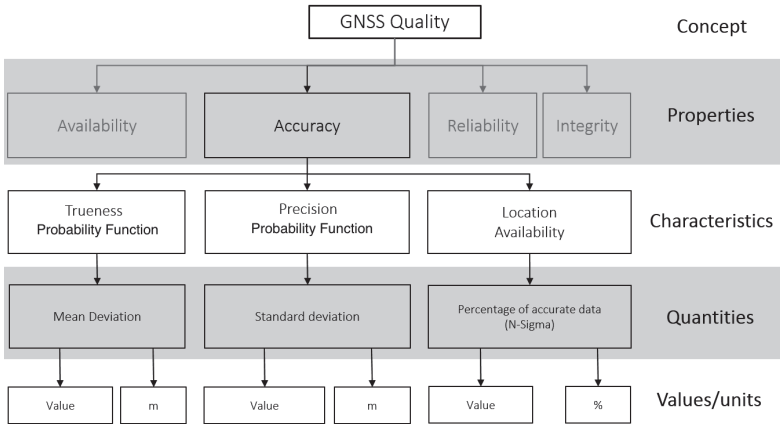 GNSS Quality
Concept
Availability
Accuracy
Reliability
Integrity
Properties
Trueness
Probability Function
Precision
Probability Function
Location
Availability
Characteristics
Mean Deviation
Standard deviation
Percentage of accurate data
(N-Sigma)
Quantities
Value
m
Value
m
Value
%
Values/units